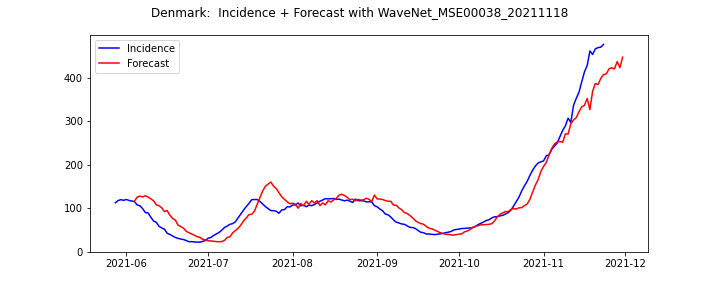 Denmark:  Incidence + Forecast with WaveNet_MSE00038_20211118
Incidence
Forecast
400
300
200
100
0
2021-06 2021-07 2021-08 2021-09 2021-10 2021-11 2021-12